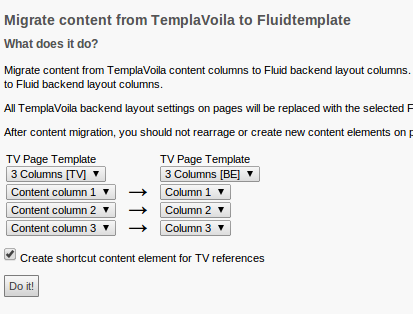 Migrate content from TemplaVoila to Fluidtemplate
What does it do?
Migrate content from TemplaVoila content columns to Fluid backend layout columns.
to Fluid backend layout columns.
All TemplaVoila backend layout settings on pages will be replaced with the selected F
After content migration, you should not rearrage or create new content elements on p
TV Page Template TV Page Template
3 Columns [TV] 3 Columns [BE]
Content column 1 → Column 1
Content column 2 → Column 2
Content column 3 → Column 3
Create shortcut content element for TV references
Do it!